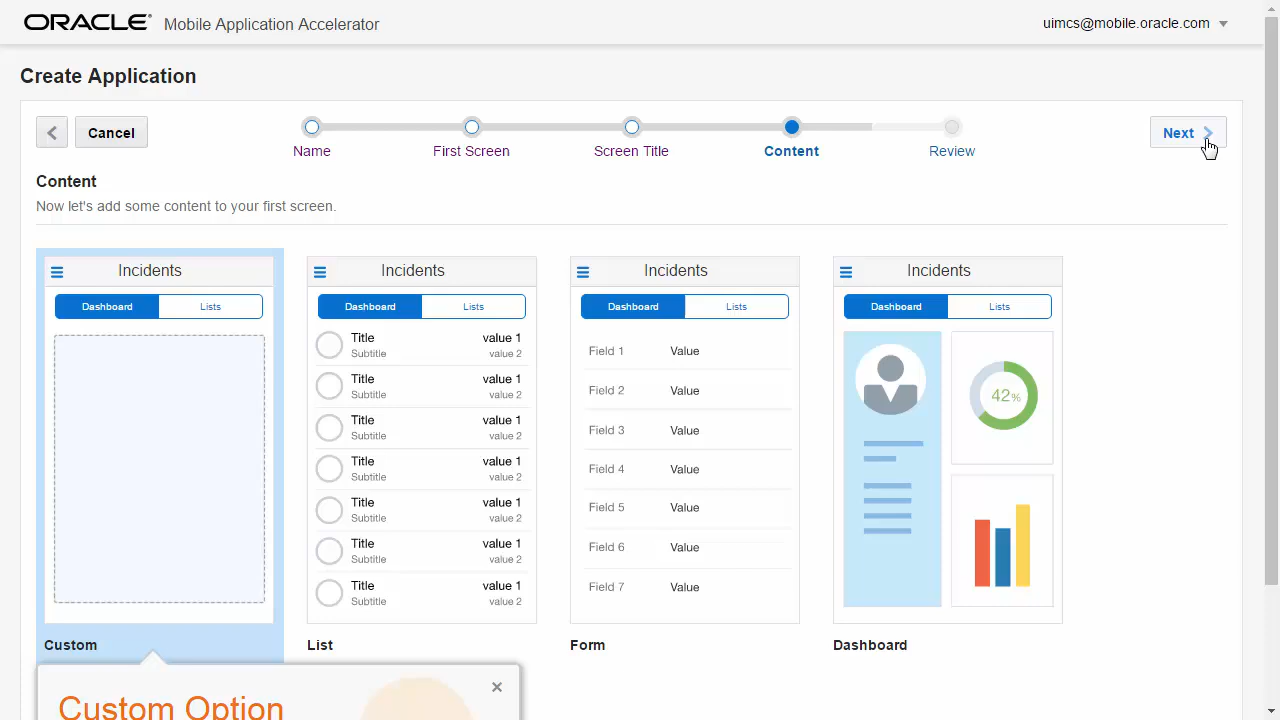 ORACLE® Mobile Application Accelerator
uimcs@mobile.oracle.com
Create Application
Cancel
Name
First Screen
Screen Title
Content
Review
Next
Content
Now let's add some content to your first screen.
Incidents
Dashboard Lists
Custom
Incidents
Dashboard Lists
Title value 1
Subtitle value 2
Title value 1
Subtitle value 2
Title value 1
Subtitle value 2
Title value 1
Subtitle value 2
Title value 1
Subtitle value 2
Title value 1
Subtitle value 2
Title value 1
Subtitle value 2
List
Incidents
Dashboard Lists
Field 1 Value
Field 2 Value
Field 3 Value
Field 4 Value
Field 5 Value
Field 6 Value
Field 7 Value
Form
Incidents
Dashboard Lists
42%
Dashboard
Custom Option